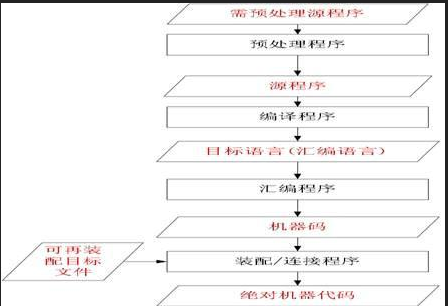 需预处理源程序
预处理程序
源程序
编译程序
目标语言(汇编语言)
汇编程序
机器码
可再装
配目标
文件
装配/连接程序
绝对机器代码